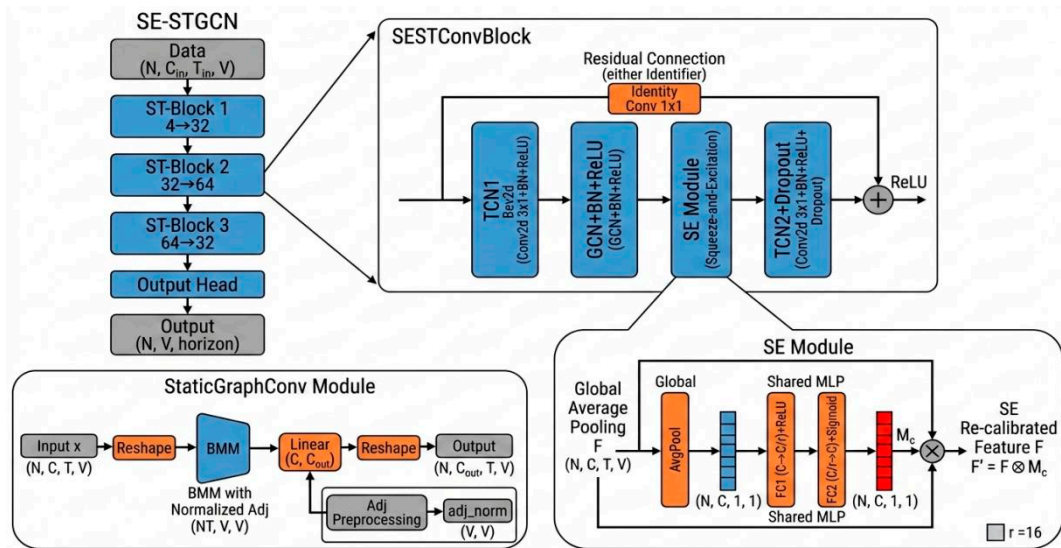 SE-STGCN
Data
(N, C_in, T_in, V)
ST-Block 1
4→32
ST-Block 2
32→64
ST-Block 3
64→32
Output Head
Output
(N, V, horizon)
SESTConvBlock
Residual Connection
(either Identifier)
Identity
Conv 1x1
TCN1
Bev2d
(Conv2d 3x1+BN+ReLU)
GCN+BN+ReLU
(GCN+BN+ReLU)
SE Module
(Squeeze-and-Excitation)
TCN2+Dropout
(Conv2d 3x1+BN+ReLU+
Dropout)
+
ReLU
StaticGraphConv Module
Input x
(N, C, T, V)
Reshape
BMM
BMM with
Normalized Adj
(NT, V, V)
Linear
(C, C_out)
Reshape
Output
(N, C_out, T, V)
Adj
Preprocessing
adj_norm
(V, V)
SE Module
Global
Average
Pooling
F
(N, C, T, V)
Global
AvgPool
(N, C, 1, 1)
Shared MLP
FC1 (C→C/r)+ReLU
FC2 (C/r→C)+Sigmoid
Shared MLP
M_c
(N, C, 1, 1)
×
SE
Re-calibrated
Feature F
F' = F ⊗ M_c
r=16